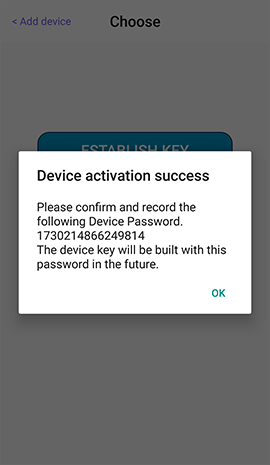 < Add device
Choose
ESTABLISH KEY
Device activation success
Please confirm and record the
following Device Password.
1730214866249814
The device key will be built with this
password in the future.
OK